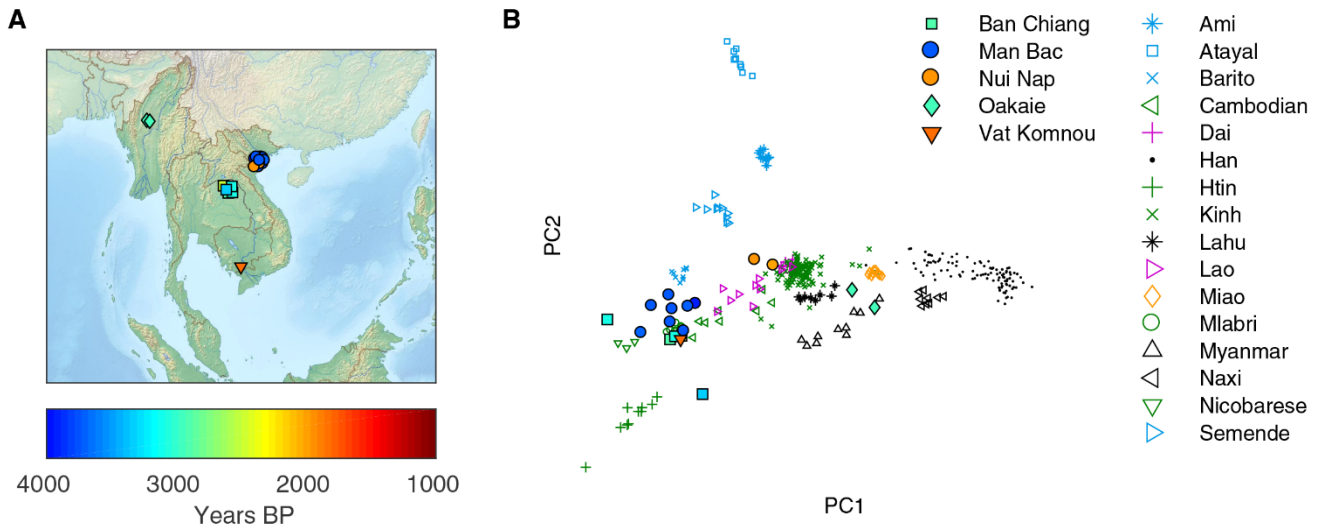 A
4000 3000 2000 1000
Years BP
B
PC2
PC1
Ban Chiang
Man Bac
Nui Nap
Oakaie
Vat Komnou
Ami
Atayal
Barito
Cambodian
Dai
Han
Htin
Kinh
Lahu
Lao
Miao
Mlabri
Myanmar
Naxi
Nicobarese
Semende